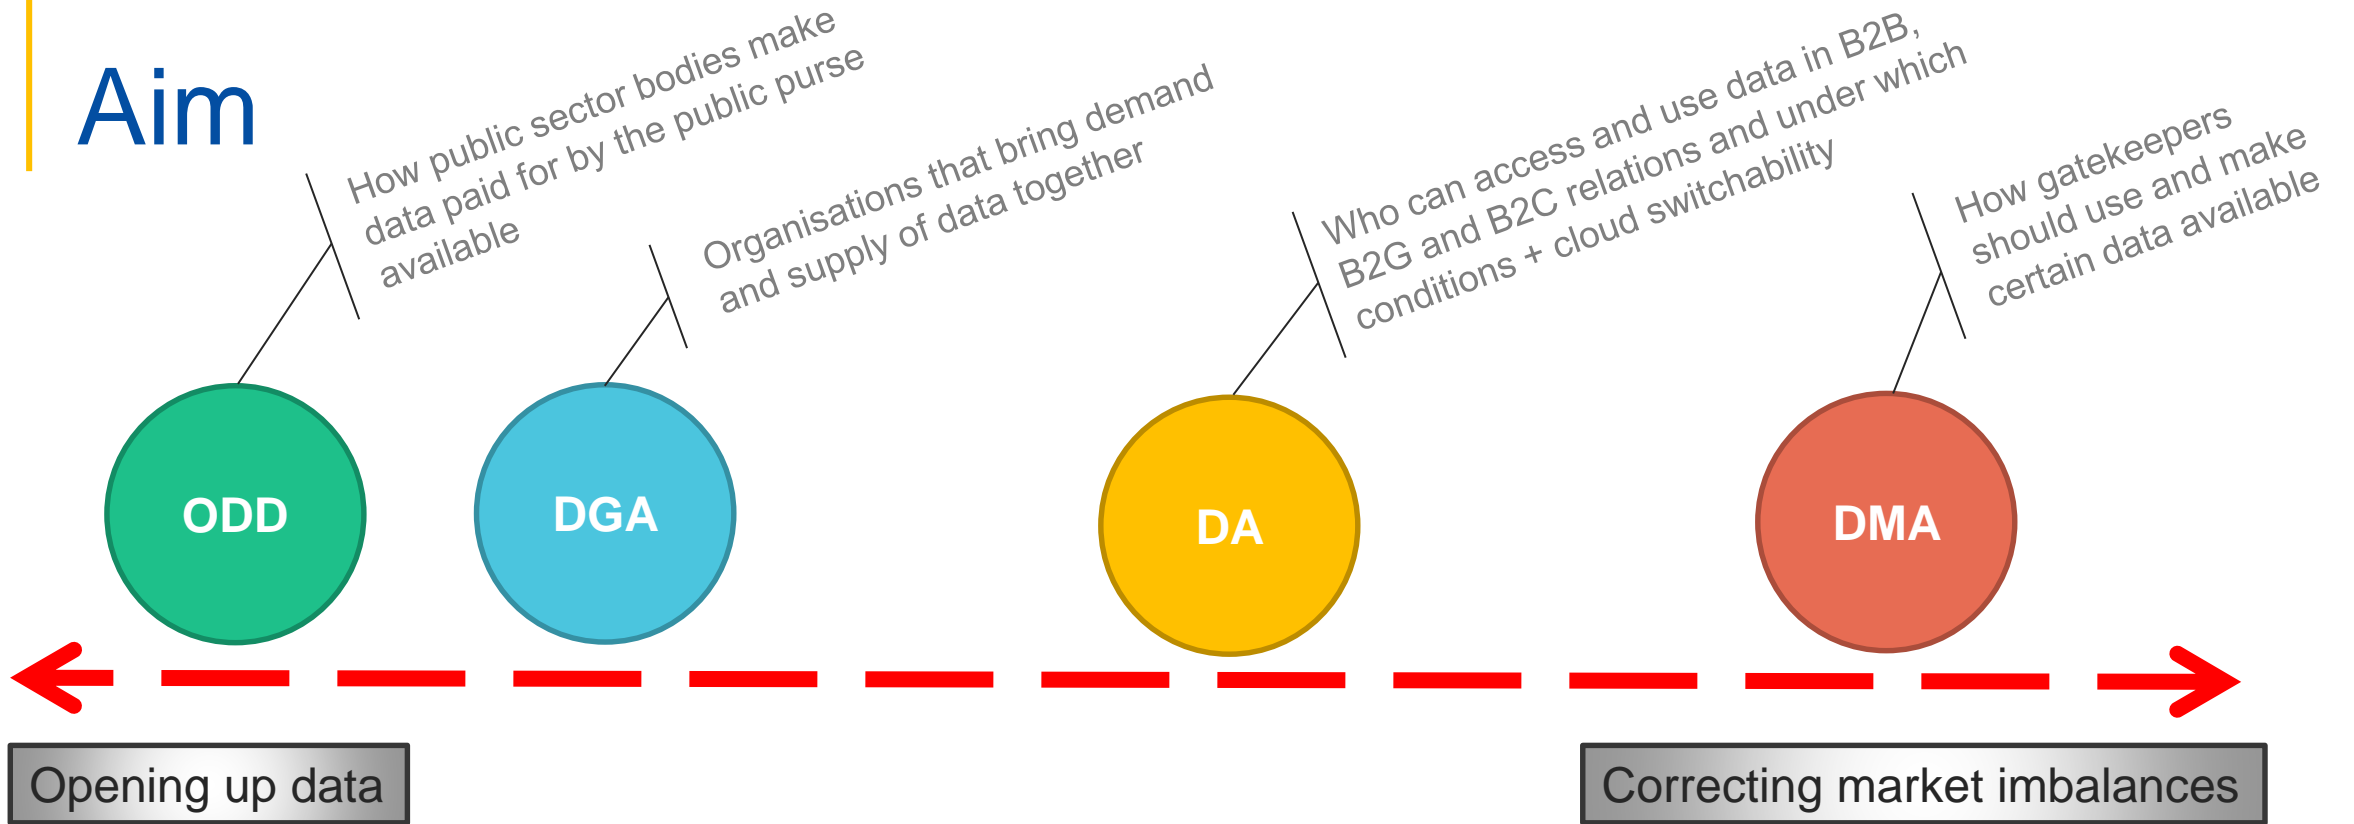 Aim
How public sector bodies make
data paid for by the public purse
available
Organisations that bring demand
and supply of data together
Who can access and use data in B2B,
B2G and B2C relations and under which
conditions + cloud switchability
How gatekeepers
should use and make
certain data available
ODD
DGA
DA
DMA
Opening up data
Correcting market imbalances